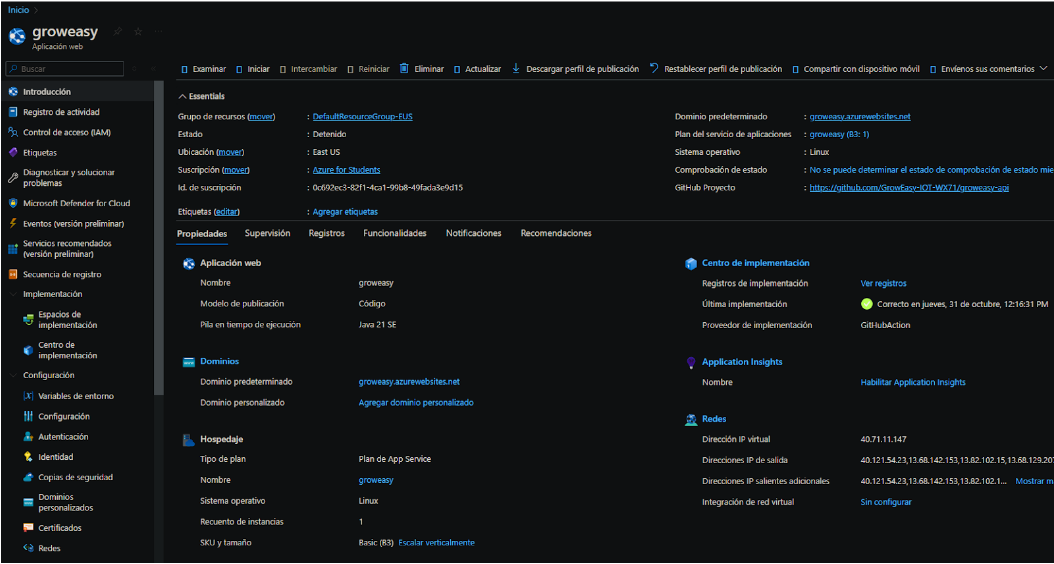 Inicio >
groweasy
Aplicación web
Buscar
Examinar Iniciar Intercambiar Reiniciar Eliminar Actualizar Descargar perfil de publicación Restablecer perfil de publicación Compartir con dispositivo móvil Envíenos sus comentarios
Introducción
Registro de actividad
Control de acceso (IAM)
Etiquetas
Diagnosticar y solucionar
problemas
Microsoft Defender for Cloud
Eventos (versión preliminar)
Servicios recomendados
(versión preliminar)
Secuencia de registro
Implementación
Espacios de
implementación
Centro de
implementación
Configuración
Variables de entorno
Configuración
Autenticación
Identidad
Copias de seguridad
Dominios
personalizados
Certificados
Redes
Essentials
Grupo de recursos (mover) : DefaultResourceGroup-EUS
Estado : Detenido
Ubicación (mover) : East US
Suscripción (mover) : Azure for Students
Id. de suscripción : 0c692ec3-82f1-4ca1-99b8-49fada3e9d15
Etiquetas (editar) : Agregar etiquetas
Dominio predeterminado : groweasy.azurewebsites.net
Plan del servicio de aplicaciones : groweasy (B3: 1)
Sistema operativo : Linux
Comprobación de estado : No se puede determinar el estado de comprobación de estado mie
GitHub Proyecto : https://github.com/GrowEasy-IOT-WX71/groweasy-api
Propiedades Supervisión Registros Funcionalidades Notificaciones Recomendaciones
Aplicación web
Nombre groweasy
Modelo de publicación Código
Pila en tiempo de ejecución Java 21 SE
Dominios
Dominio predeterminado groweasy.azurewebsites.net
Dominio personalizado Agregar dominio personalizado
Hospedaje
Tipo de plan Plan de App Service
Nombre groweasy
Sistema operativo Linux
Recuento de instancias 1
SKU y tamaño Basic (B3) Escalar verticalmente
Centro de implementación
Registros de implementación Ver registros
Última implementación Correcto en jueves, 31 de octubre, 12:16:31 PM
Proveedor de implementación GitHubAction
Application Insights
Nombre Habilitar Application Insights
Redes
Dirección IP virtual 40.71.11.147
Direcciones IP de salida 40.121.54.23,13.68.142.153,13.82.102.15,13.68.129.207
Direcciones IP salientes adicionales 40.121.54.23,13.68.142.153,13.82.102.1... Mostrar m
Integración de red virtual Sin configurar